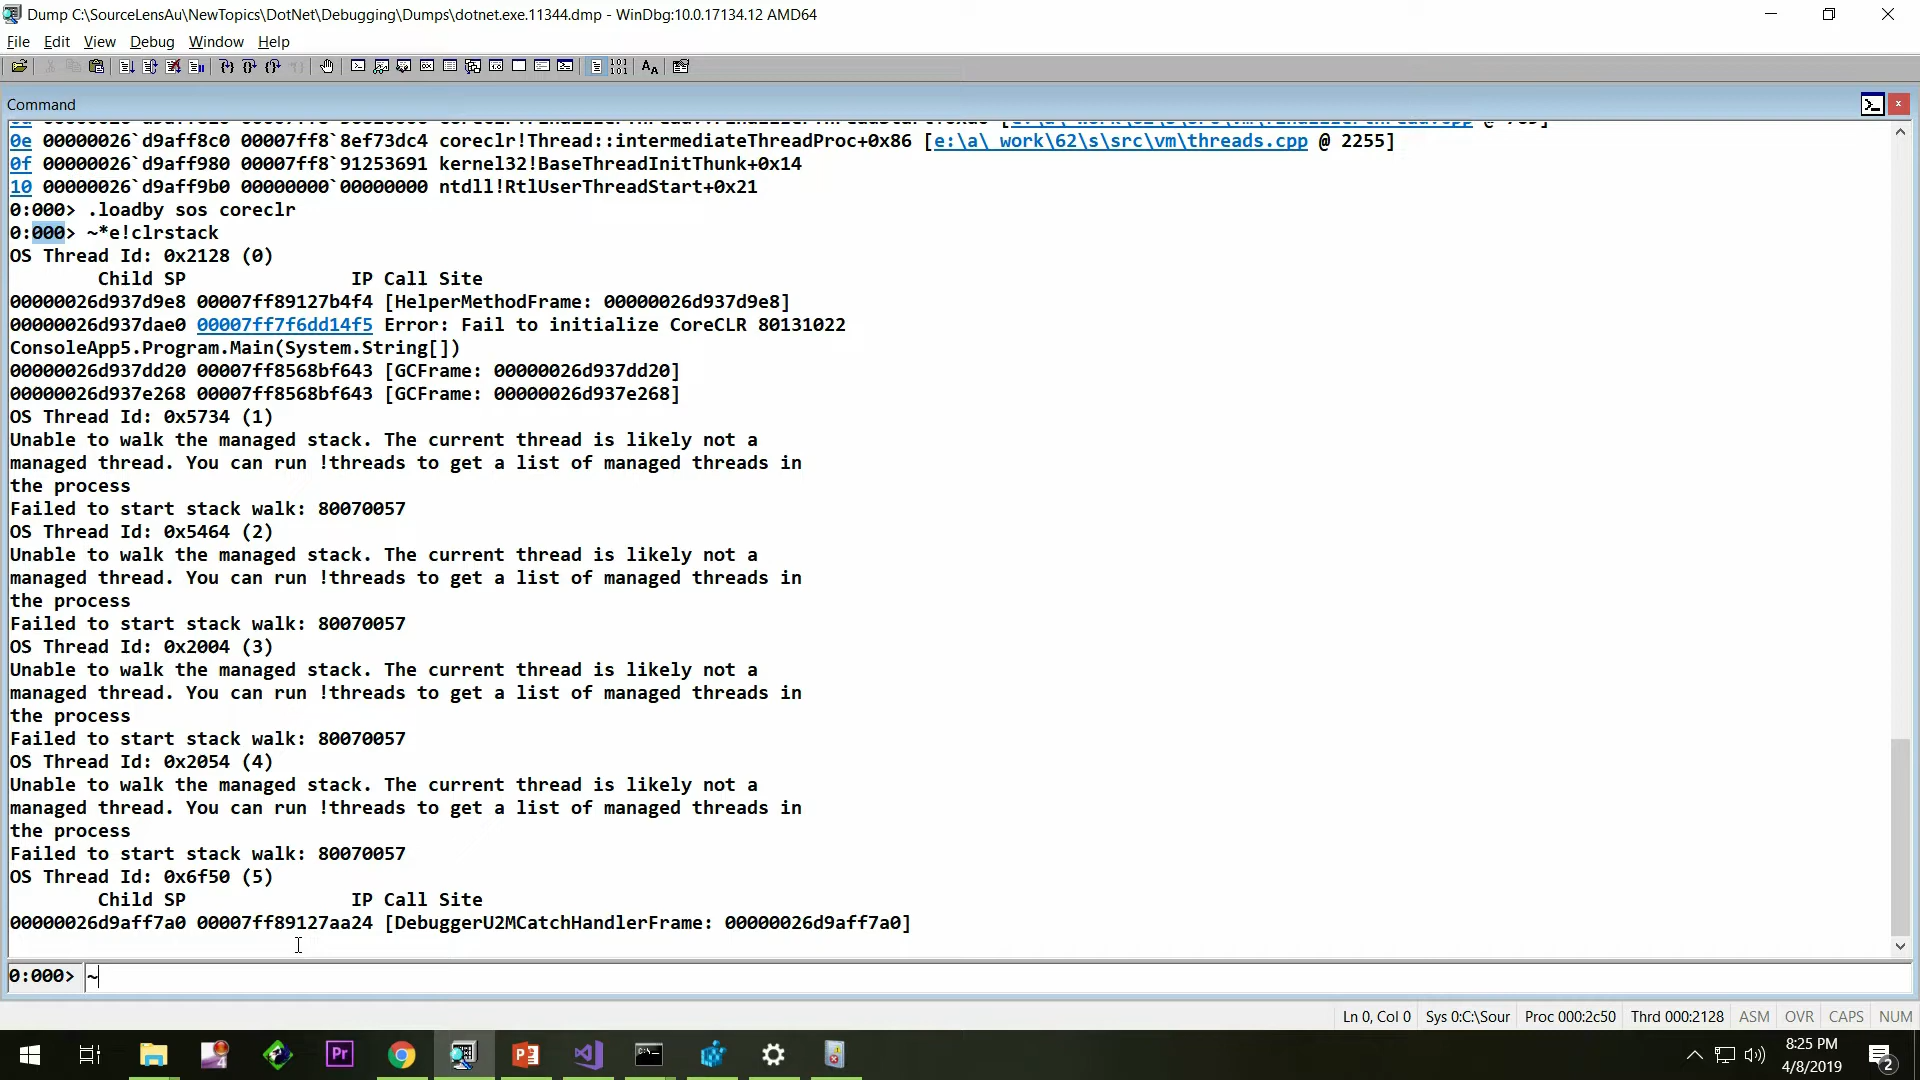 Dump C:\SourceLensAu\NewTopics\DotNet\Debugging\Dumps\dotnet.exe.11344.dmp - WinDbg:10.0.17134.12 AMD64
File Edit View Debug Window Help
Command
0e 00000026`d9aff8c0 00007ff8`8ef73dc4 coreclr!Thread::intermediateThreadProc+0x86 [e:\a\_work\62\s\src\vm\threads.cpp @ 2255]
0f 00000026`d9aff980 00007ff8`91253691 kernel32!BaseThreadInitThunk+0x14
10 00000026`d9aff9b0 00000000`00000000 ntdll!RtlUserThreadStart+0x21
0:000> .loadby sos coreclr
0:000> ~*e!clrstack
OS Thread Id: 0x2128 (0)
Child SP IP Call Site
00000026d937d9e8 00007ff89127b4f4 [HelperMethodFrame: 00000026d937d9e8]
00000026d937dae0 00007ff7f6dd14f5 Error: Fail to initialize CoreCLR 80131022
ConsoleApp5.Program.Main(System.String[])
00000026d937dd20 00007ff8568bf643 [GCFrame: 00000026d937dd20]
00000026d937e268 00007ff8568bf643 [GCFrame: 00000026d937e268]
OS Thread Id: 0x5734 (1)
Unable to walk the managed stack. The current thread is likely not a
managed thread. You can run !threads to get a list of managed threads in
the process
Failed to start stack walk: 80070057
OS Thread Id: 0x5464 (2)
Unable to walk the managed stack. The current thread is likely not a
managed thread. You can run !threads to get a list of managed threads in
the process
Failed to start stack walk: 80070057
OS Thread Id: 0x2004 (3)
Unable to walk the managed stack. The current thread is likely not a
managed thread. You can run !threads to get a list of managed threads in
the process
Failed to start stack walk: 80070057
OS Thread Id: 0x2054 (4)
Unable to walk the managed stack. The current thread is likely not a
managed thread. You can run !threads to get a list of managed threads in
the process
Failed to start stack walk: 80070057
OS Thread Id: 0x6f50 (5)
Child SP IP Call Site
00000026d9aff7a0 00007ff89127aa24 [DebuggerU2MCatchHandlerFrame: 00000026d9aff7a0]
0:000> ~
Ln 0, Col 0 Sys 0:C:\Sour Proc 000:2c50 Thrd 000:2128 ASM OVR CAPS NUM
8:25 PM
4/8/2019
2